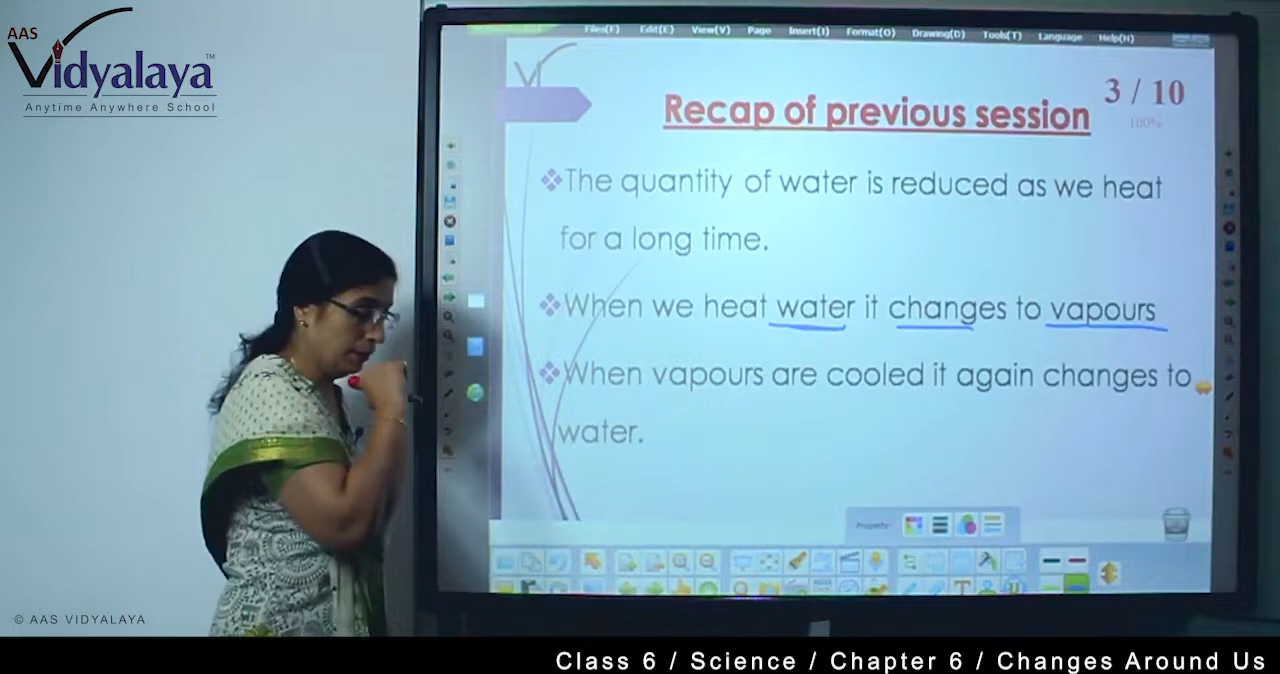 AAS
Vidyalaya™
Anytime Anywhere School
Files(F) Edit(E) View(V) Page Insert(I) Format(O) Drawing(D) Tools(T) Language Help(H)
3 / 10
100%
Recap of previous session
❖The quantity of water is reduced as we heat
for a long time.
❖When we heat water it changes to vapours
❖When vapours are cooled it again changes to
water.
Property:
© AAS VIDYALAYA
Class 6 / Science / Chapter 6 / Changes Around Us